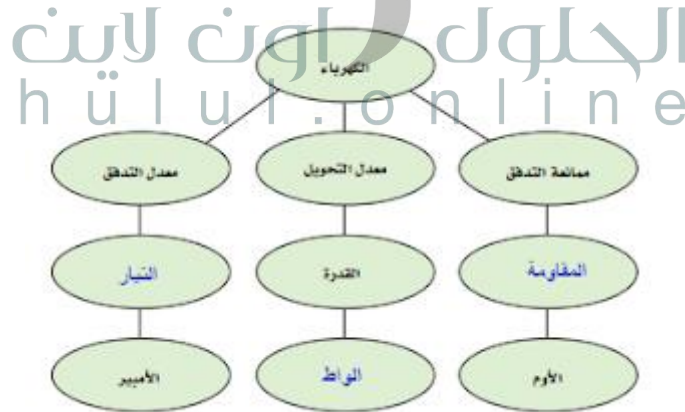 الحلول اون لاين
hulul.online
الكهرباء
ممانعة التدفق
معدل التحويل
معدل التدفق
المقاومة
القدرة
التيار
الأوم
الواط
الأمبير